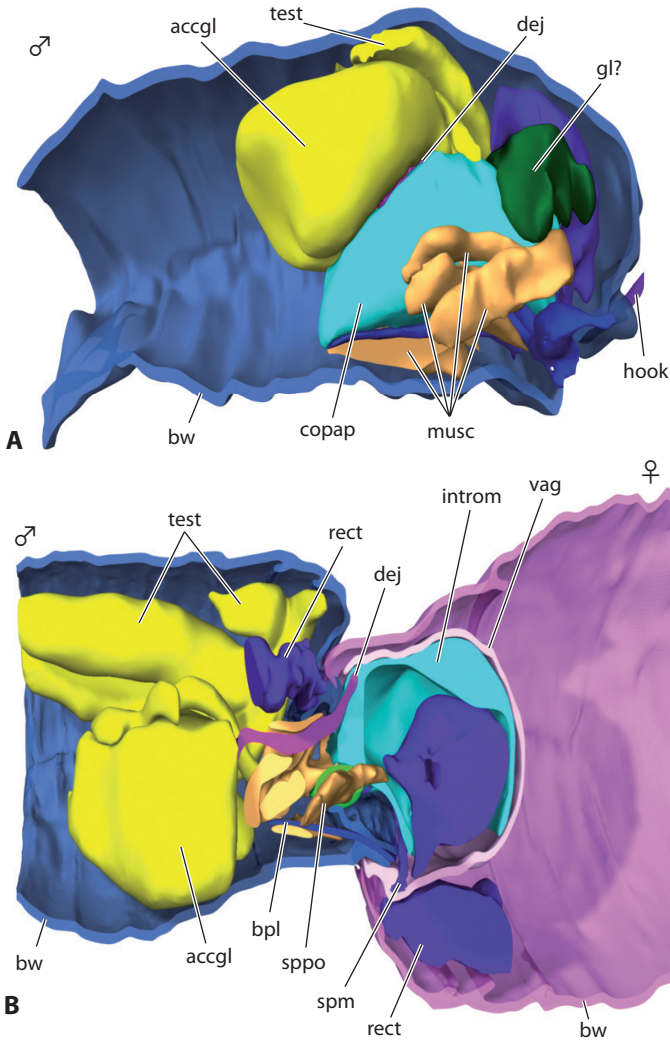 ♂
accgl
test
dej
gl?
hook
bw
copap
musc
A
♂
test
rect
dej
introm
vag
♀
bw
accgl
bpl
sppo
spm
rect
bw
B